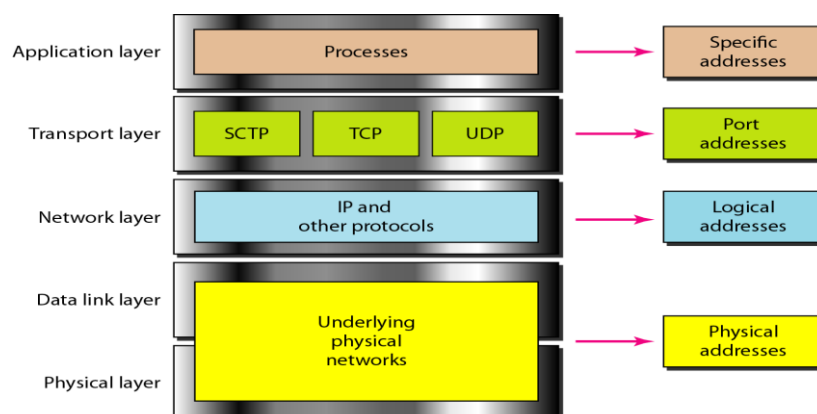 Application layer
Processes
Specific
addresses
Transport layer
SCTP
TCP
UDP
Port
addresses
Network layer
IP and
other protocols
Logical
addresses
Data link layer
Underlying
physical
networks
Physical
addresses
Physical layer